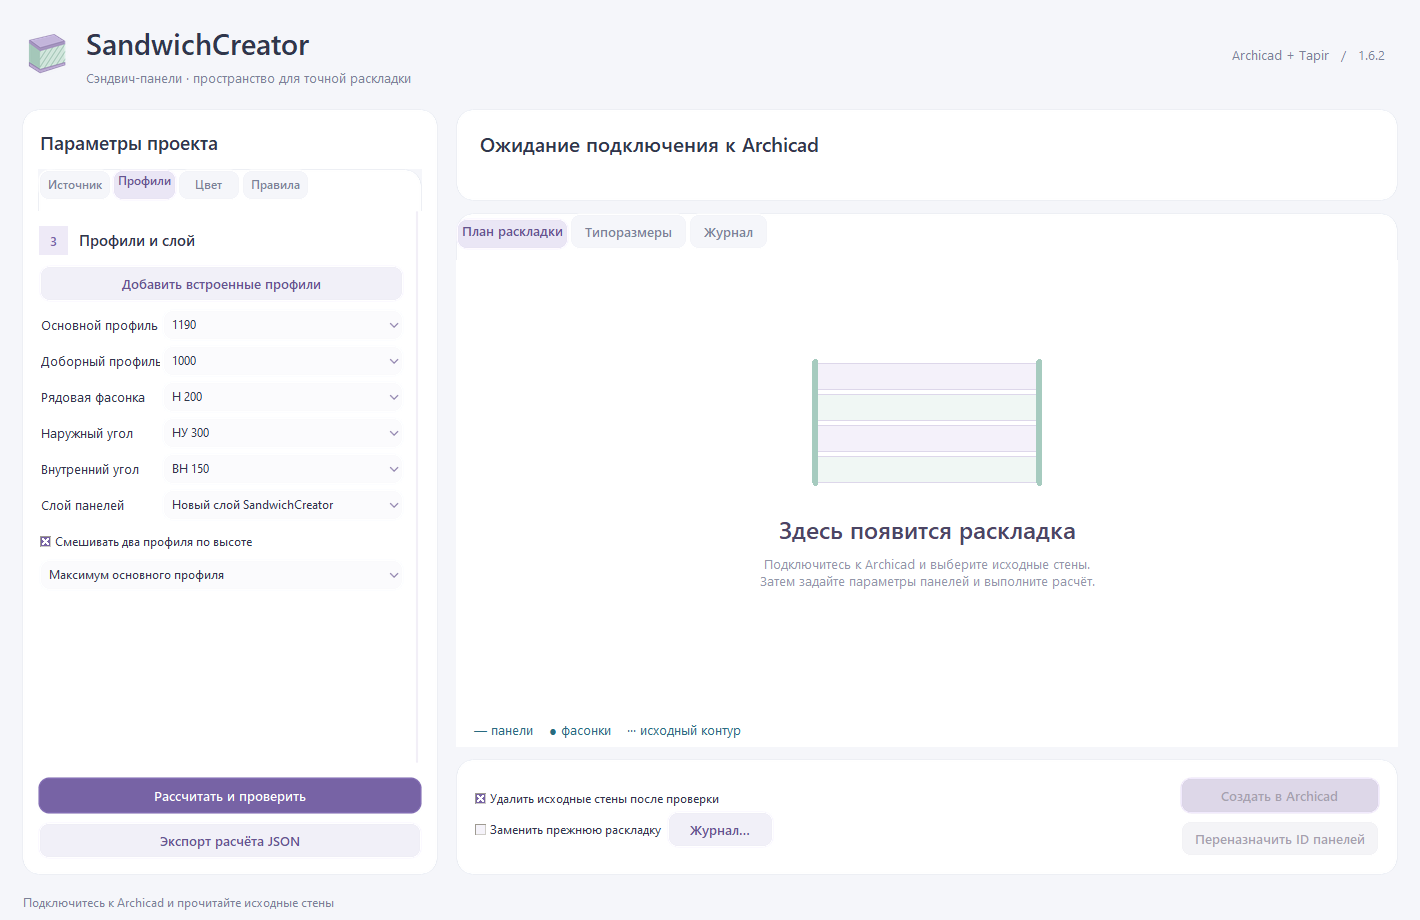 SandwichCreator
Сэндвич-панели · пространство для точной раскладки
Archicad + Tapir / 1.6.2
Параметры проекта
Источник Профили Цвет Правила
3 Профили и слой
Добавить встроенные профили
Основной профиль 1190
Доборный профиль 1000
Рядовая фасонка Н 200
Наружный угол НУ 300
Внутренний угол ВН 150
Слой панелей Новый слой SandwichCreator
Смешивать два профиля по высоте
Максимум основного профиля
Рассчитать и проверить
Экспорт расчёта JSON
Ожидание подключения к Archicad
План раскладки Типоразмеры Журнал
Здесь появится раскладка
Подключитесь к Archicad и выберите исходные стены.
Затем задайте параметры панелей и выполните расчёт.
— панели ● фасонки ··· исходный контур
Удалить исходные стены после проверки
Заменить прежнюю раскладку Журнал...
Создать в Archicad
Переназначить ID панелей
Подключитесь к Archicad и прочитайте исходные стены